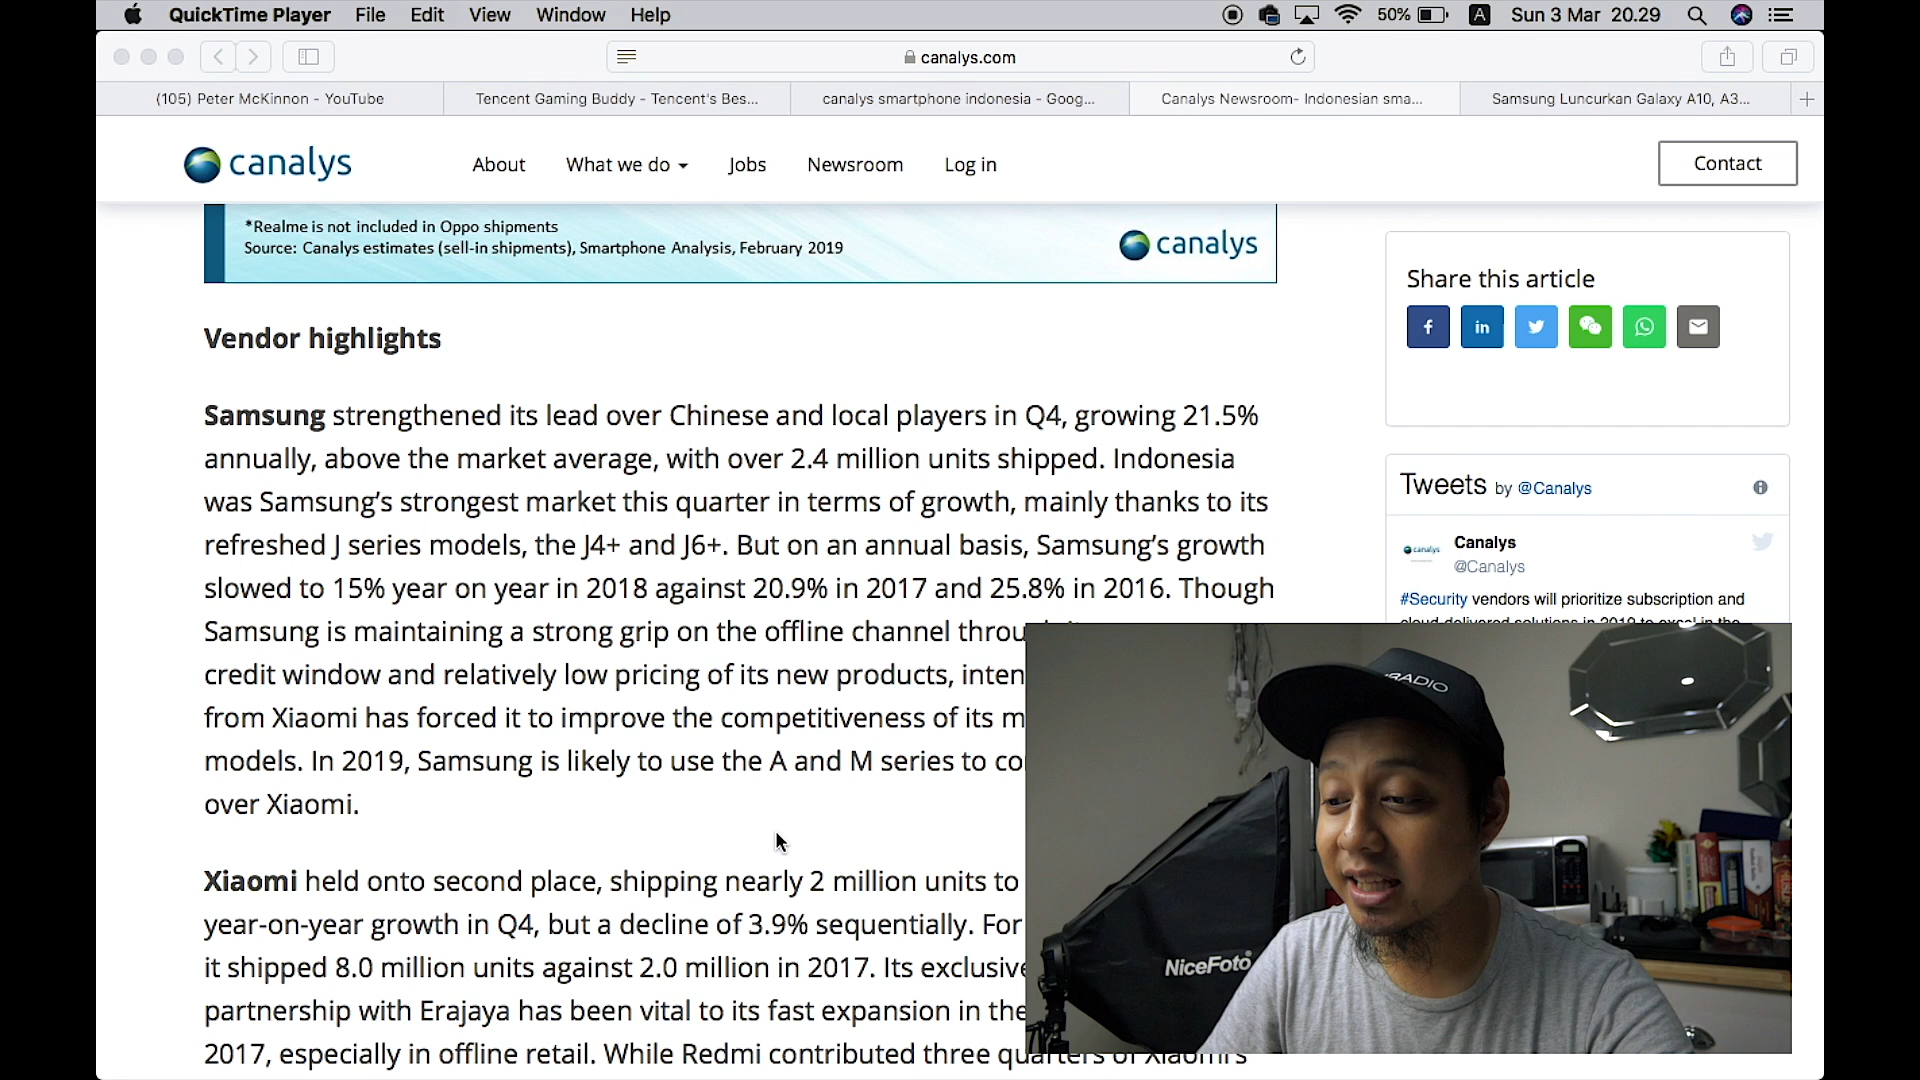 QuickTime Player File Edit View Window Help 50% A Sun 3 Mar 20.29
canalys.com
(105) Peter McKinnon - YouTube
Tencent Gaming Buddy - Tencent's Bes...
canalys smartphone indonesia - Goog...
Canalys Newsroom- Indonesian sma...
Samsung Luncurkan Galaxy A10, A3...
canalys
About What we do Jobs Newsroom Log in
Contact
*Realme is not included in Oppo shipments
Source: Canalys estimates (sell-in shipments), Smartphone Analysis, February 2019
canalys
Vendor highlights
Samsung strengthened its lead over Chinese and local players in Q4, growing 21.5%
annually, above the market average, with over 2.4 million units shipped. Indonesia
was Samsung’s strongest market this quarter in terms of growth, mainly thanks to its
refreshed J series models, the J4+ and J6+. But on an annual basis, Samsung’s growth
slowed to 15% year on year in 2018 against 20.9% in 2017 and 25.8% in 2016. Though
Samsung is maintaining a strong grip on the offline channel
credit window and relatively low pricing of its new products,
from Xiaomi has forced it to improve the competitiveness of its
models. In 2019, Samsung is likely to use the A and M series to
over Xiaomi.
Xiaomi held onto second place, shipping nearly 2 million units to
year-on-year growth in Q4, but a decline of 3.9% sequentially. For
it shipped 8.0 million units against 2.0 million in 2017. Its
partnership with Erajaya has been vital to its fast expansion in the
2017, especially in offline retail. While Redmi contributed three quarters of Xiaomi's
Share this article
Tweets by @Canalys
canalys
Canalys
@Canalys
#Security vendors will prioritize subscription and
RADIO
NiceFoto